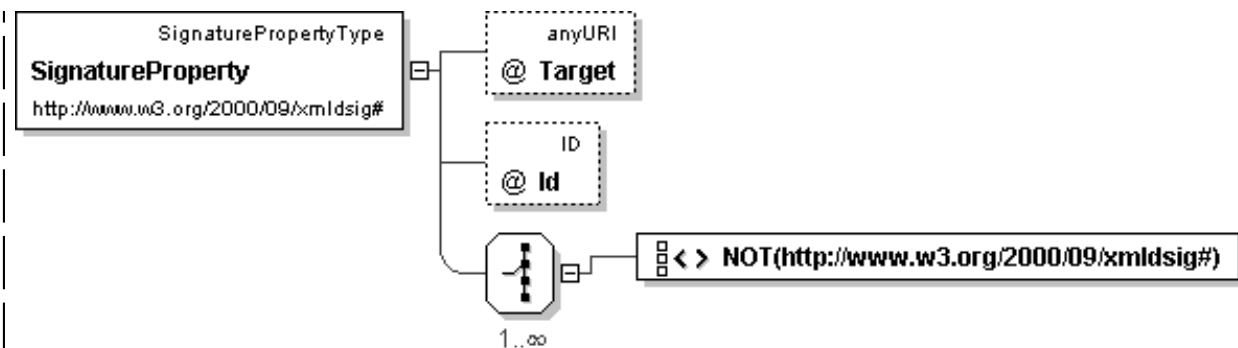 SignaturePropertyType
SignatureProperty
http://www.w3.org/2000/09/xmldsig#
anyURI
@ Target
ID
@ Id
< > NOT(http://www.w3.org/2000/09/xmldsig#)
1..∞